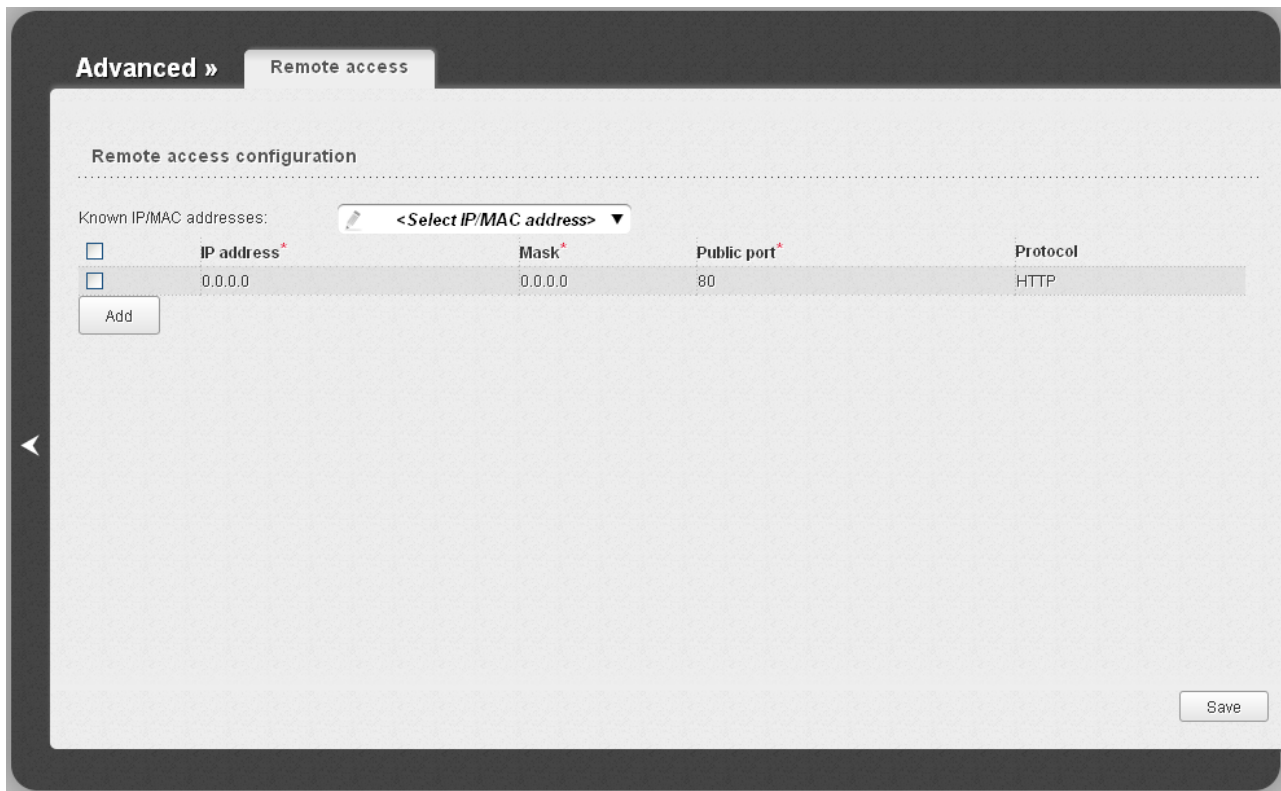 Advanced » Remote access
Remote access configuration
Known IP/MAC addresses: <Select IP/MAC address> ▼
IP address* Mask* Public port* Protocol
0.0.0.0 0.0.0.0 80 HTTP
Add
Save